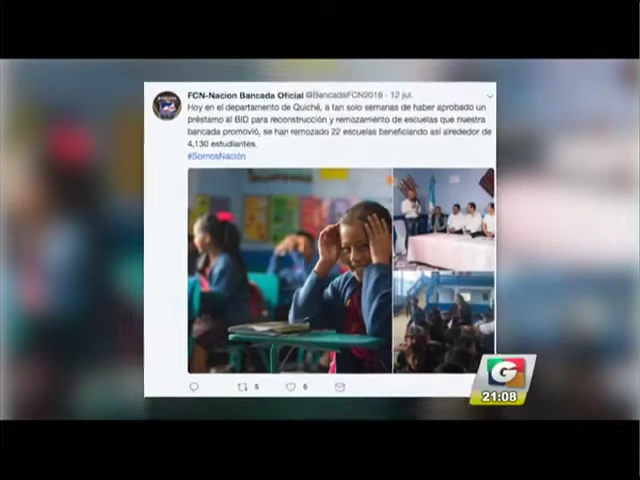 FCN-Nacion Bancada Oficial @BancadaFCN2018 - 12 jul.
Hoy en el departamento de Quiché, a tan solo semanas de haber aprobado un
préstamo al BID para reconstrucción y remozamiento de escuelas que nuestra
bancada promovió, se han remozado 22 escuelas beneficiando así alrededor de
4,130 estudiantes.
#SomosNación
5 5
G
21:08